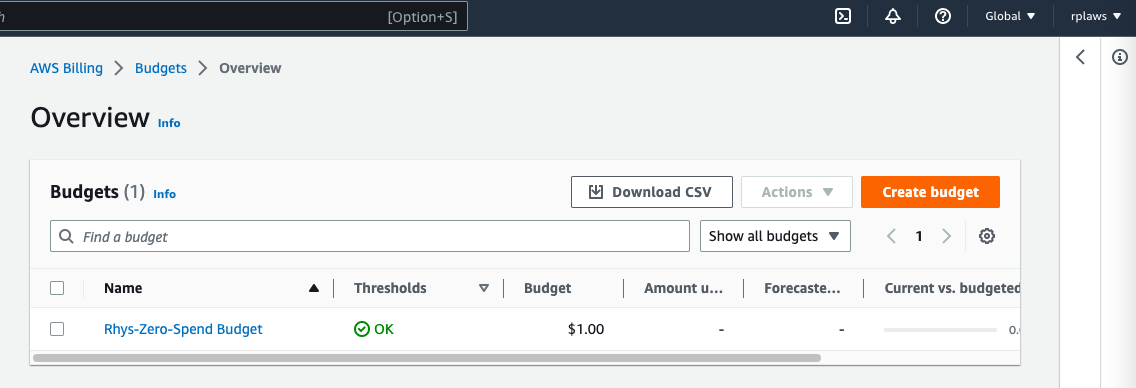 [Option+S]
Global
rplaws
AWS Billing
Budgets
Overview
Overview Info
Budgets (1) Info
Download CSV
Actions
Create budget
Find a budget
Show all budgets
1
Name
Thresholds
Budget
Amount u...
Forecaste...
Current vs. budgeted
Rhys-Zero-Spend Budget
OK
$1.00
-
-